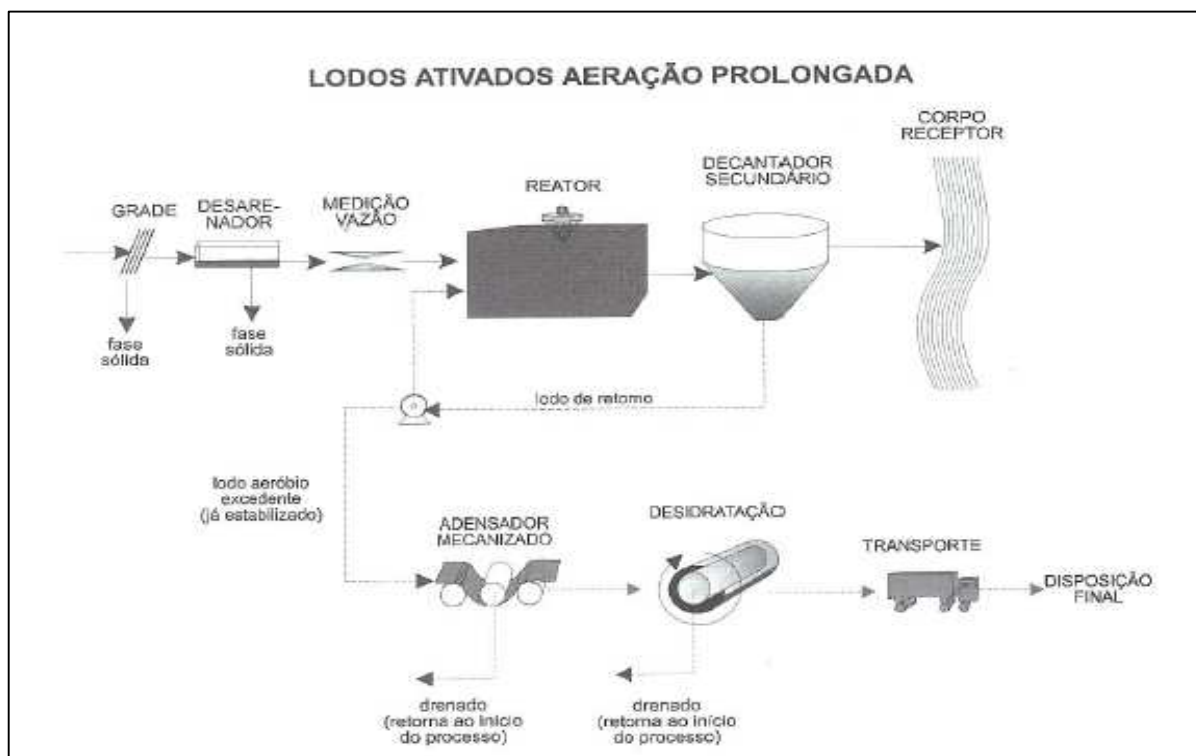 LODOS ATIVADOS AERAÇÃO PROLONGADA
CORPO
RECEPTOR
DECANTADOR
SECUNDÁRIO
REATOR
MEDIÇÃO
VAZÃO
DESARE-
NADOR
GRADE
fase
sólida
fase
sólida
lodo de retorno
lodo aeróbio
excedente
(já estabilizado)
ADENSADOR
MECANIZADO
DESIDRATAÇÃO
TRANSPORTE
DISPOSIÇÃO
FINAL
drenado
(retorna ao início
do processo)
drenado
(retorna ao início
do processo)